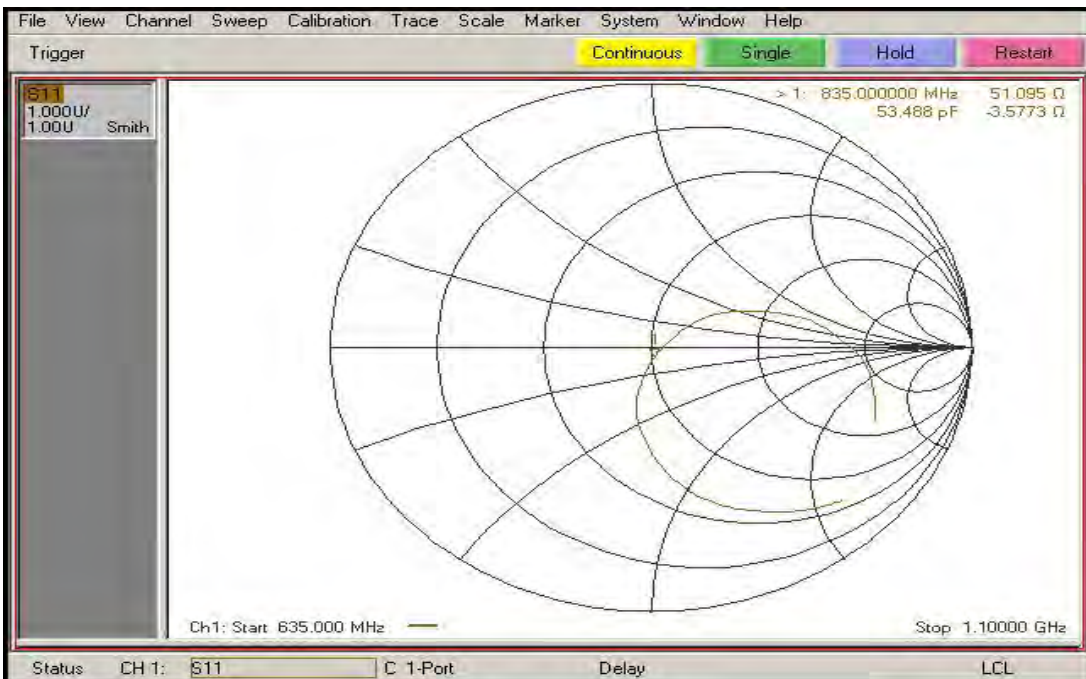 File View Channel Sweep Calibration Trace Scale Marker System Window Help
Trigger Continuous Single Hold Restart
S11
1.000U/
1.00U Smith
> 1: 835.000000 MHz 51.095 Ω
53.488 pF -3.5773 Ω
Ch1: Start 635.000 MHz Stop 1.10000 GHz
Status CH 1: S11 C 1-Port Delay LCL